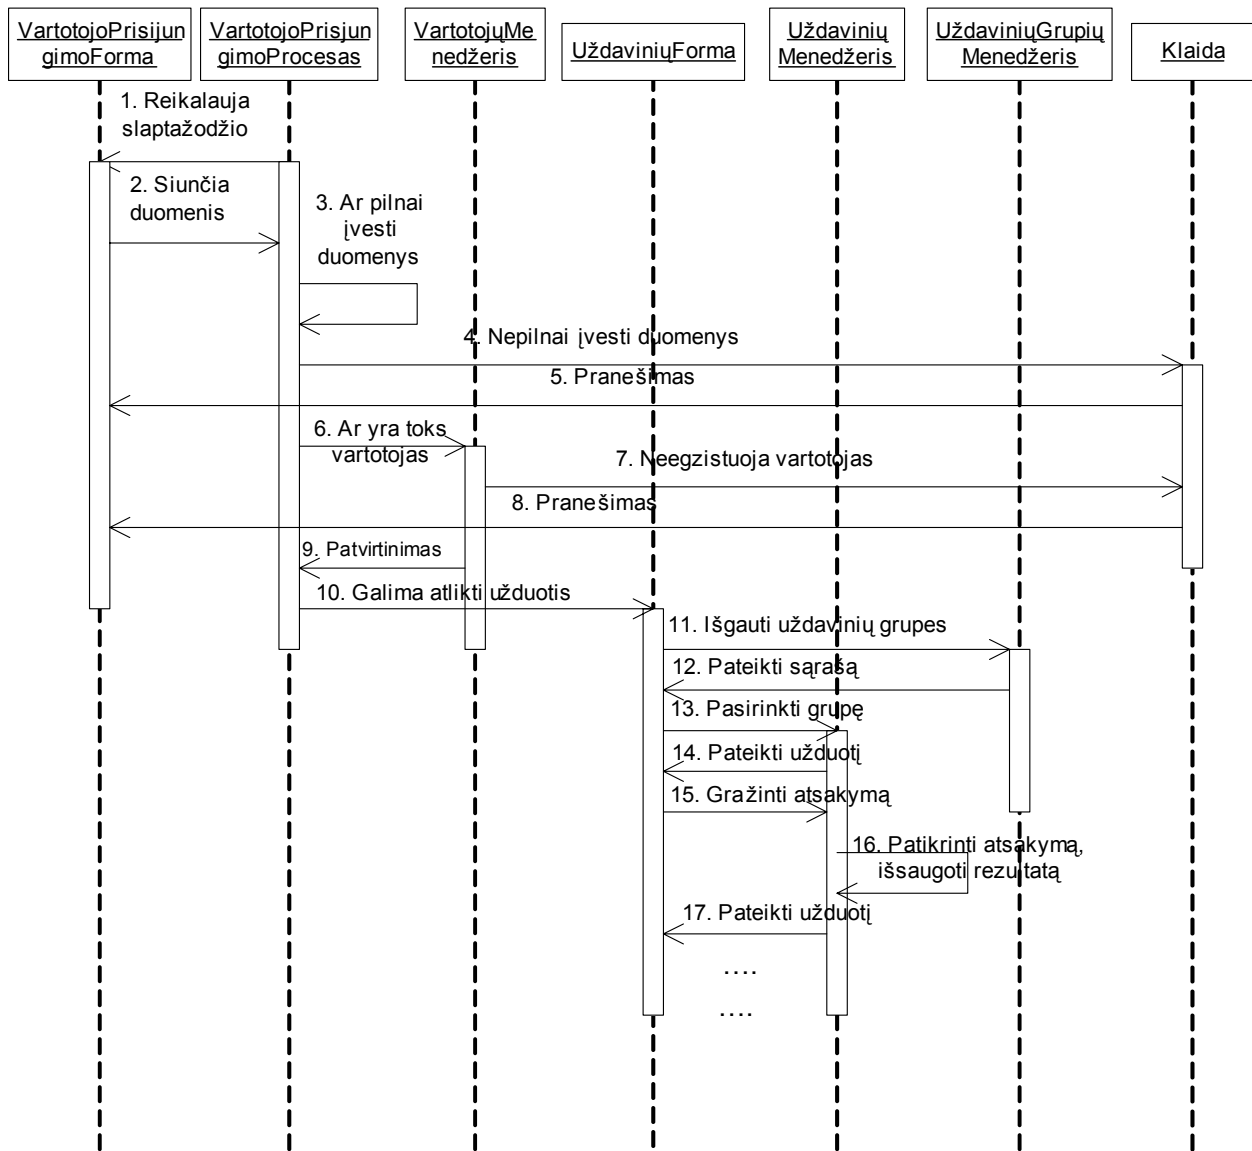 VartotojoPrisijun
gimoForma
VartotojoPrisjun
gimoProcesas
VartotojųMe
nedžeris
UždaviniųForma
Uždavinių
Menedžeris
UždaviniųGrupių
Menedžeris
Klaida
1. Reikalauja
slaptažodžio
2. Siunčia
duomenis
3. Ar pilnai
įvesti
duomenys
4. Nepilnai įvesti duomenys
5. Pranešimas
6. Ar yra toks
vartotojas
7. Neegzistuoja vartotojas
8. Pranešimas
9. Patvirtinimas
10. Galima atlikti užduotis
11. Išgauti uždavinių grupes
12. Pateikti sąrašą
13. Pasirinkti grupę
14. Pateikti užduotį
15. Gražinti atsakymą
16. Patikrinti atsakymą,
išsaugoti rezultatą
17. Pateikti užduotį
....
....